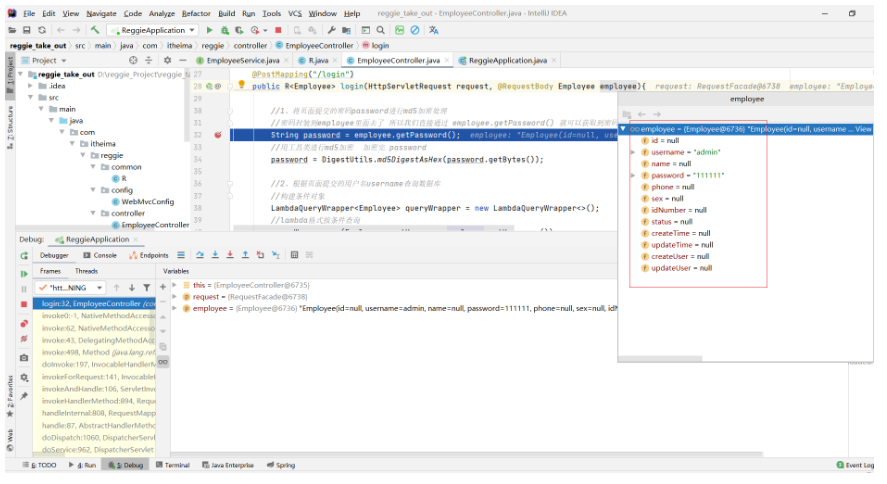 File Edit View Navigate Code Analyze Refactor Build Run Tools VCS Window Help reggie_take_out - EmployeeController.java - IntelliJ IDEA
ReggieApplication
reggie_take_out src main java com itheima reggie controller EmployeeController login
Project EmployeeService.java R.java EmployeeController.java ReggieApplication.java
1: Project
2: Structure
2: Favorites
Web
reggie_take_out D:\reggie_Project\reggie_ta
.idea
src
main
java
com
itheima
reggie
common
R
config
WebMvcConfig
controller
EmployeeController
27 @PostMapping("/login")
28 public R<Employee> login(HttpServletRequest request, @RequestBody Employee employee){ request: RequestFacade@6738 employee: "Employe
29
30 //1、将页面提交的密码password进行md5加密处理
31 //密码封装到employee里面去了 所以我们直接通过 employee.getPassword() 就可以获取到密码
32 String password = employee.getPassword(); employee: "Employee(id=null, use
33 //用工具类进行md5加密 加密完 password
34 password = DigestUtils.md5DigestAsHex(password.getBytes());
35
36 //2、根据页面提交的用户名username查询数据库
37 //构建条件对象
38 LambdaQueryWrapper<Employee> queryWrapper = new LambdaQueryWrapper<>();
39 //lambda格式按条件查询
employee
employee = {Employee@6736} "Employee(id=null, username ... View
id = null
username = "admin"
name = null
password = "111111"
phone = null
sex = null
idNumber = null
status = null
createTime = null
updateTime = null
createUser = null
updateUser = null
Debug: ReggieApplication
Debugger Console Endpoints
Frames Threads Variables
"htt...NING
login:32, EmployeeController (com
invoke0:-1, NativeMethodAccesso
invoke:62, NativeMethodAccesso
invoke:43, DelegatingMethodAcc
invoke:498, Method (java.lang.ref
doInvoke:197, InvocableHandlerM
invokeForRequest:141, Invocablel
invokeAndHandle:106, ServletInvo
invokeHandlerMethod:894, Reque
handleInternal:808, RequestMapp
handle:87, AbstractHandlerMetho
doDispatch:1060, DispatcherServl
doService:962, DispatcherServlet
this = {EmployeeController@6735}
request = {RequestFacade@6738}
employee = {Employee@6736} "Employee(id=null, username=admin, name=null, password=111111, phone=null, sex=null, idN
6: TODO 4: Run 5: Debug Terminal Java Enterprise Spring Event Log